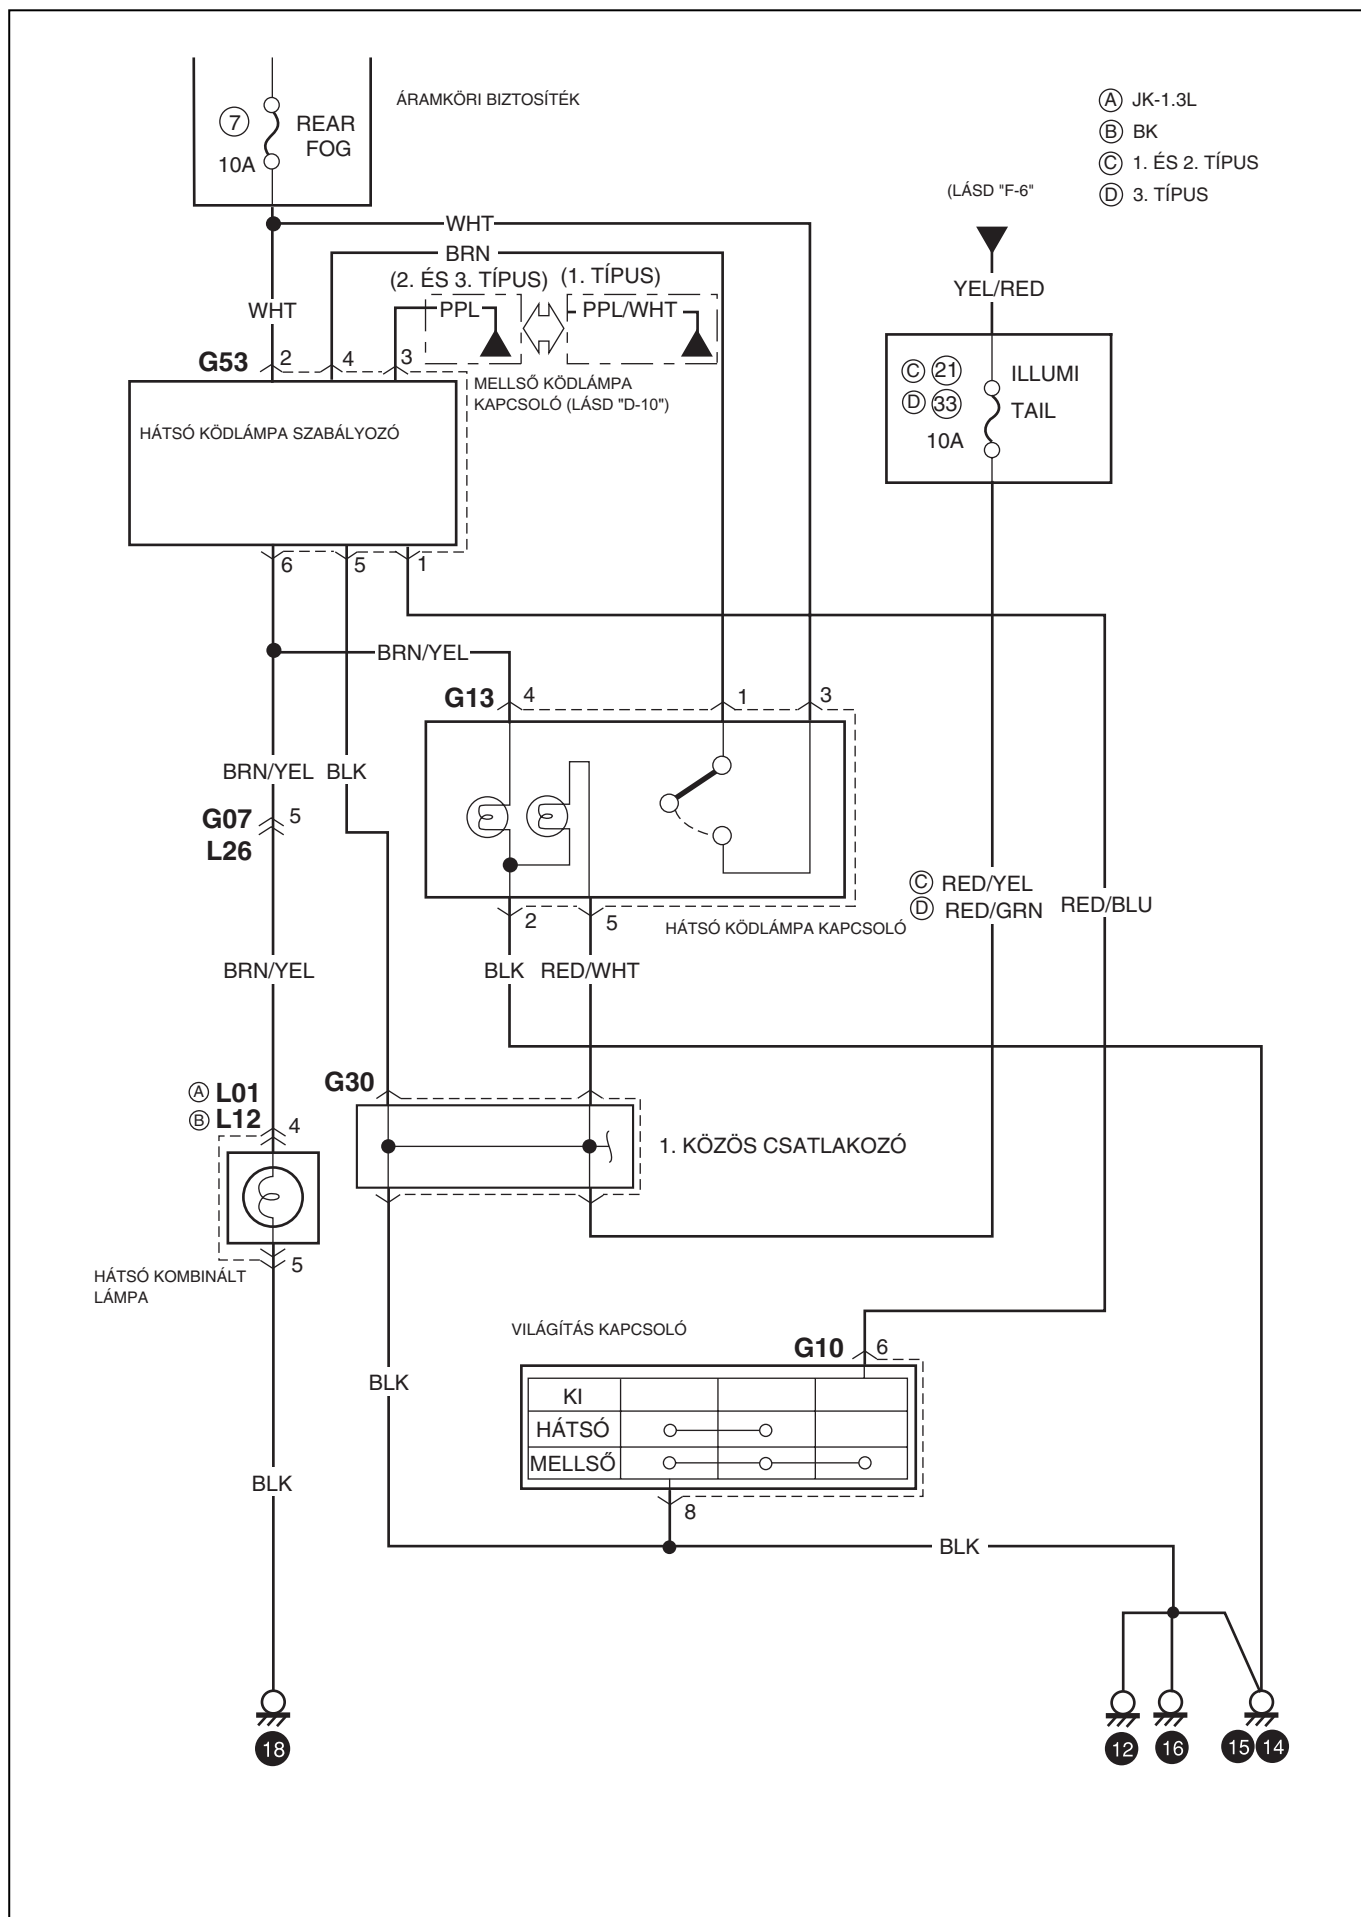 ÁRAMKÖRI BIZTOSÍTÉK
7
REAR
FOG
10A
A JK-1.3L
B BK
C 1. ÉS 2. TÍPUS
D 3. TÍPUS
(LÁSD "F-6"
WHT
BRN
(2. ÉS 3. TÍPUS) (1. TÍPUS)
PPL
PPL/WHT
YEL/RED
WHT
G53 2 4 3
MELLSŐ KÖDLÁMPA
KAPCSOLÓ (LÁSD "D-10")
C 21 ILLUMI
D 33 TAIL
10A
HÁTSÓ KÖDLÁMPA SZABÁLYOZÓ
6 5 1
BRN/YEL
G13 4 1 3
BRN/YEL BLK
G07 5
L26
C RED/YEL
D RED/GRN
RED/BLU
2 5
HÁTSÓ KÖDLÁMPA KAPCSOLÓ
BRN/YEL
BLK RED/WHT
G30
A L01
B L12 4
1. KÖZÖS CSATLAKOZÓ
5
HÁTSÓ KOMBINÁLT
LÁMPA
VILÁGÍTÁS KAPCSOLÓ
G10 6
BLK
KI
HÁTSÓ
MELLSŐ
BLK
8
BLK
18
12 16 15 14